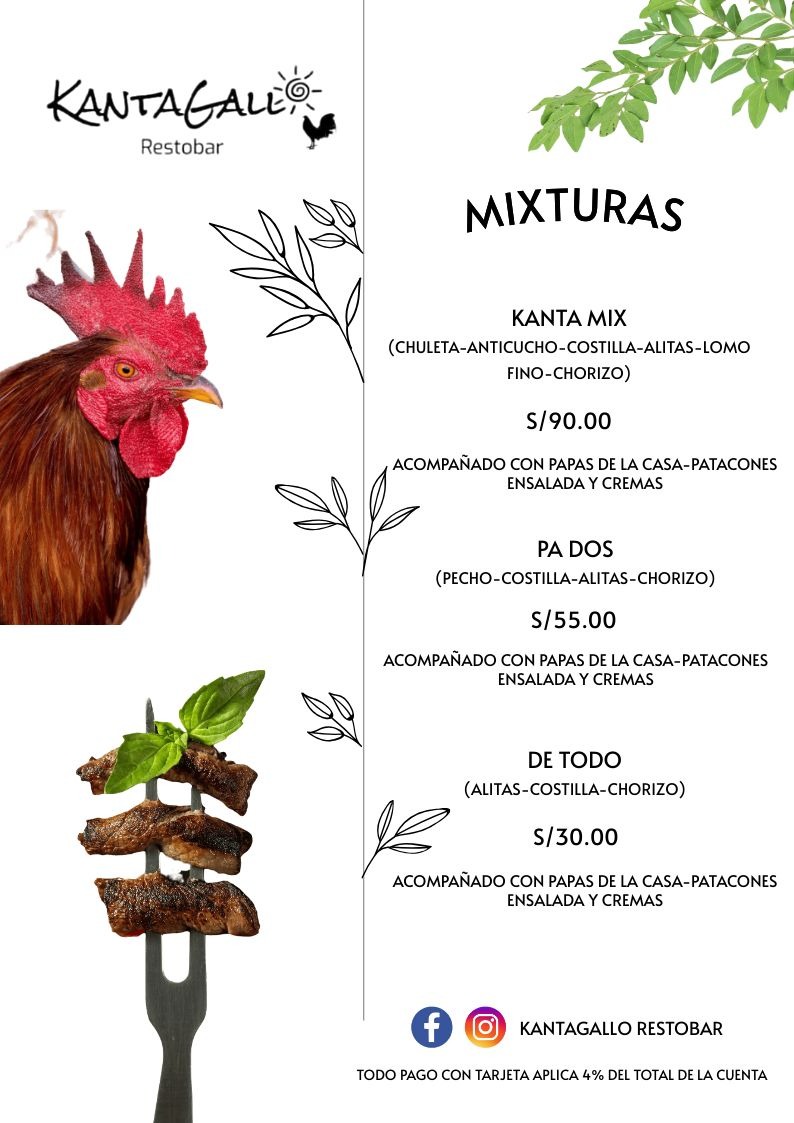 KANTAGALLO
Restobar
MIXTURAS
KANTA MIX
(CHULETA-ANTICUCHO-COSTILLA-ALITAS-LOMO
FINO-CHORIZO)
S/90.00
ACOMPAÑADO CON PAPAS DE LA CASA-PATACONES
ENSALADA Y CREMAS
PA DOS
(PECHO-COSTILLA-ALITAS-CHORIZO)
S/55.00
ACOMPAÑADO CON PAPAS DE LA CASA-PATACONES
ENSALADA Y CREMAS
DE TODO
(ALITAS-COSTILLA-CHORIZO)
S/30.00
ACOMPAÑADO CON PAPAS DE LA CASA-PATACONES
ENSALADA Y CREMAS
KANTAGALLO RESTOBAR
TODO PAGO CON TARJETA APLICA 4% DEL TOTAL DE LA CUENTA